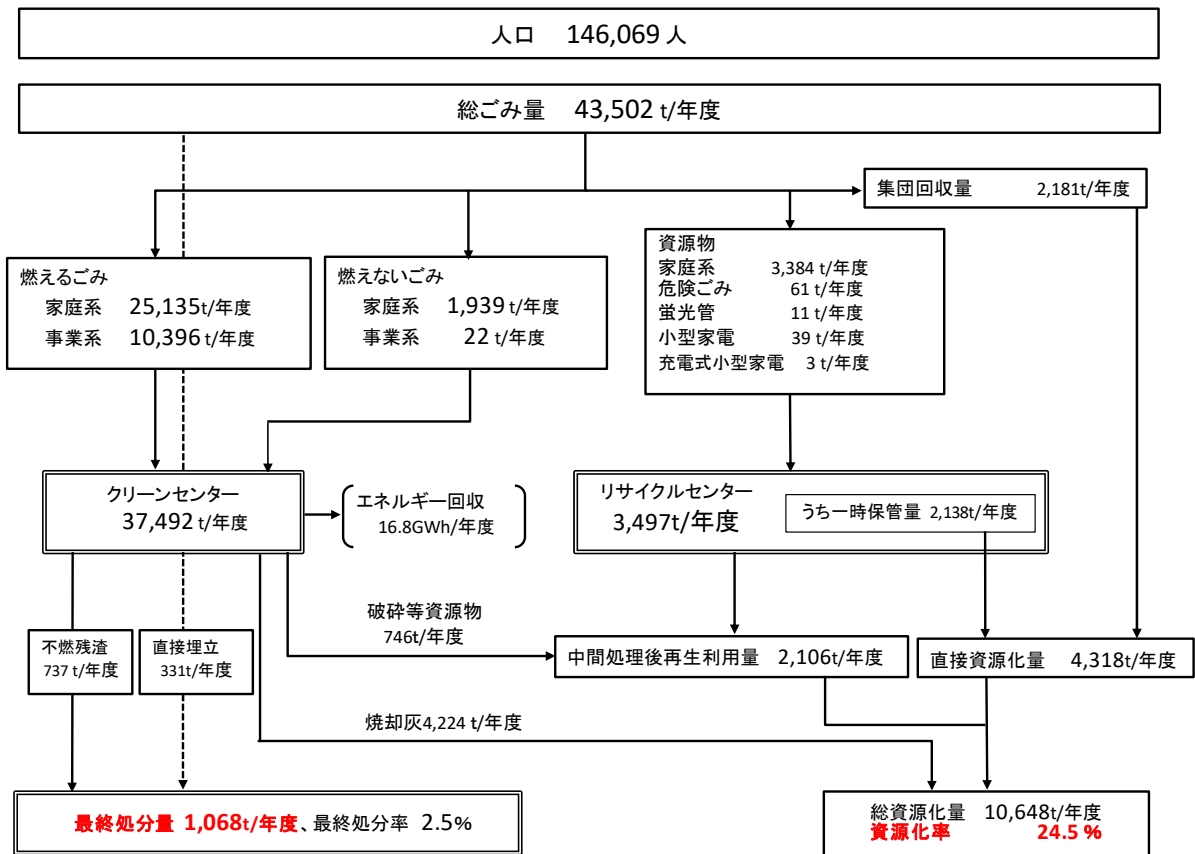 人口 146,069 人
総ごみ量 43,502 t/年度
集団回収量 2,181t/年度
燃えるごみ
家庭系 25,135t/年度
事業系 10,396 t/年度
燃えないごみ
家庭系 1,939 t/年度
事業系 22 t/年度
資源物
家庭系 3,384 t/年度
危険ごみ 61 t/年度
蛍光管 11 t/年度
小型家電 39 t/年度
充電式小型家電 3 t/年度
クリーンセンター
37,492 t/年度
エネルギー回収
16.8GWh/年度
リサイクルセンター
3,497t/年度
うち一時保管量 2,138t/年度
不燃残渣
737 t/年度
直接埋立
331t/年度
破砕等資源物
746t/年度
中間処理後再生利用量 2,106t/年度
直接資源化量 4,318t/年度
焼却灰4,224 t/年度
最終処分量 1,068t/年度、最終処分率 2.5%
総資源化量 10,648t/年度
資源化率 24.5 %